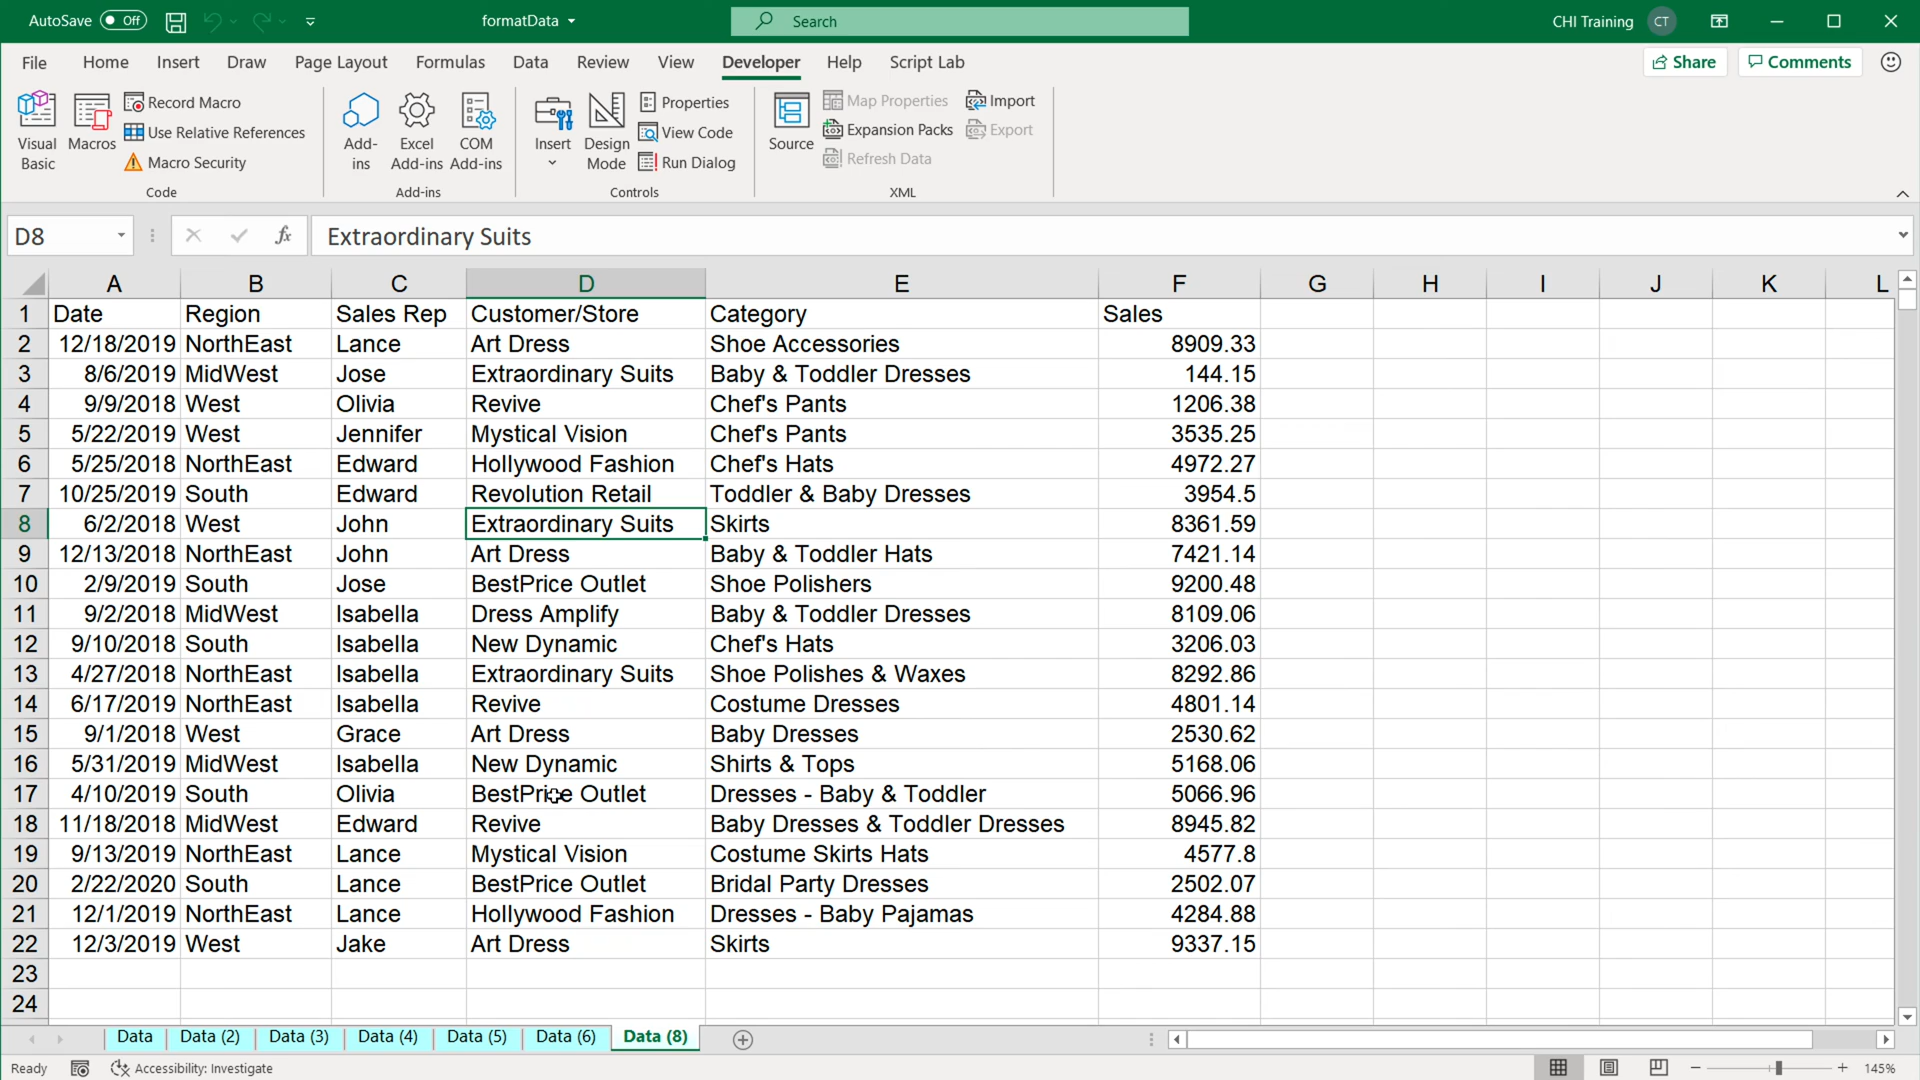 AutoSave Off formatData Search CHI Training CT
File Home Insert Draw Page Layout Formulas Data Review View Developer Help Script Lab Share Comments
Visual Basic
Macros
Record Macro
Use Relative References
Macro Security
Code
Add-ins
Excel Add-ins
COM Add-ins
Add-ins
Insert
Design Mode
Properties
View Code
Run Dialog
Controls
Source
Map Properties
Expansion Packs
Refresh Data
Import
Export
XML
D8 fx Extraordinary Suits
A B C D E F G H I J K L
1 Date Region Sales Rep Customer/Store Category Sales
2 12/18/2019 NorthEast Lance Art Dress Shoe Accessories 8909.33
3 8/6/2019 MidWest Jose Extraordinary Suits Baby & Toddler Dresses 144.15
4 9/9/2018 West Olivia Revive Chef's Pants 1206.38
5 5/22/2019 West Jennifer Mystical Vision Chef's Pants 3535.25
6 5/25/2018 NorthEast Edward Hollywood Fashion Chef's Hats 4972.27
7 10/25/2019 South Edward Revolution Retail Toddler & Baby Dresses 3954.5
8 6/2/2018 West John Extraordinary Suits Skirts 8361.59
9 12/13/2018 NorthEast John Art Dress Baby & Toddler Hats 7421.14
10 2/9/2019 South Jose BestPrice Outlet Shoe Polishers 9200.48
11 9/2/2018 MidWest Isabella Dress Amplify Baby & Toddler Dresses 8109.06
12 9/10/2018 South Isabella New Dynamic Chef's Hats 3206.03
13 4/27/2018 NorthEast Isabella Extraordinary Suits Shoe Polishes & Waxes 8292.86
14 6/17/2019 NorthEast Isabella Revive Costume Dresses 4801.14
15 9/1/2018 West Grace Art Dress Baby Dresses 2530.62
16 5/31/2019 MidWest Isabella New Dynamic Shirts & Tops 5168.06
17 4/10/2019 South Olivia BestPrice Outlet Dresses - Baby & Toddler 5066.96
18 11/18/2018 MidWest Edward Revive Baby Dresses & Toddler Dresses 8945.82
19 9/13/2019 NorthEast Lance Mystical Vision Costume Skirts Hats 4577.8
20 2/22/2020 South Lance BestPrice Outlet Bridal Party Dresses 2502.07
21 12/1/2019 NorthEast Lance Hollywood Fashion Dresses - Baby Pajamas 4284.88
22 12/3/2019 West Jake Art Dress Skirts 9337.15
23
24
Data Data (2) Data (3) Data (4) Data (5) Data (6) Data (8)
Ready Accessibility: Investigate 145%